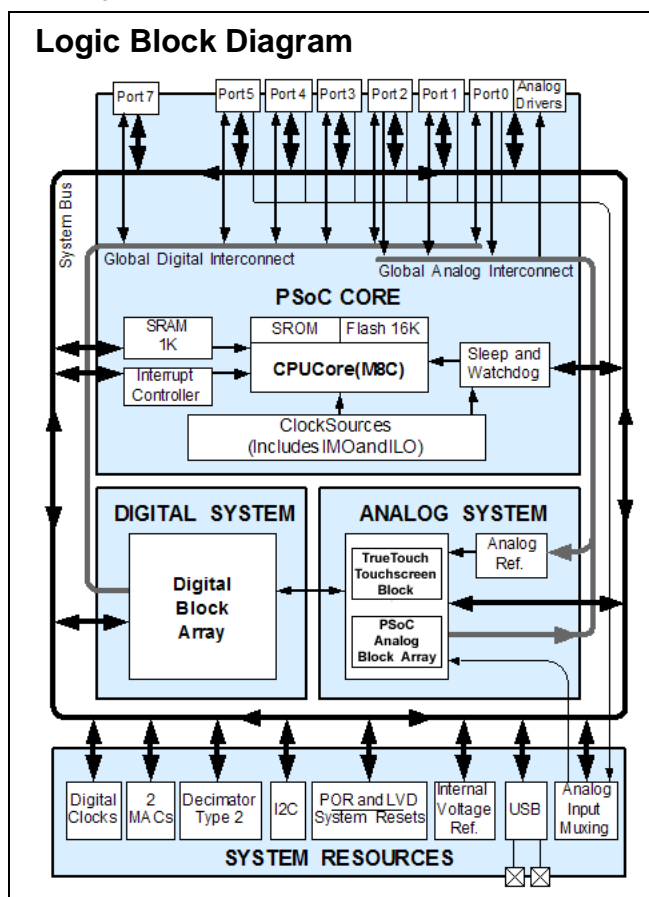 Logic Block Diagram
Port 7
Port5
Port 4
Port3
Port 2
Port 1
Port0
Analog
Drivers
System Bus
Global Digital Interconnect
Global Analog Interconnect
PSoC CORE
SRAM
1K
SROM
Flash 16K
Interrupt
Controller
CPUCore(M8C)
Sleep and
Watchdog
ClockSources
(IncludesIMOandILO)
DIGITAL SYSTEM
ANALOG SYSTEM
Digital
Block
Array
TrueTouch
Touchscreen
Block
Analog
Ref.
PSoC
Analog
Block Array
Digital
Clocks
2
MACs
Decimator
Type 2
I2C
POR and LVD
System Resets
Internal
Voltage
Ref.
USB
Analog
Input
Muxing
SYSTEM RESOURCES